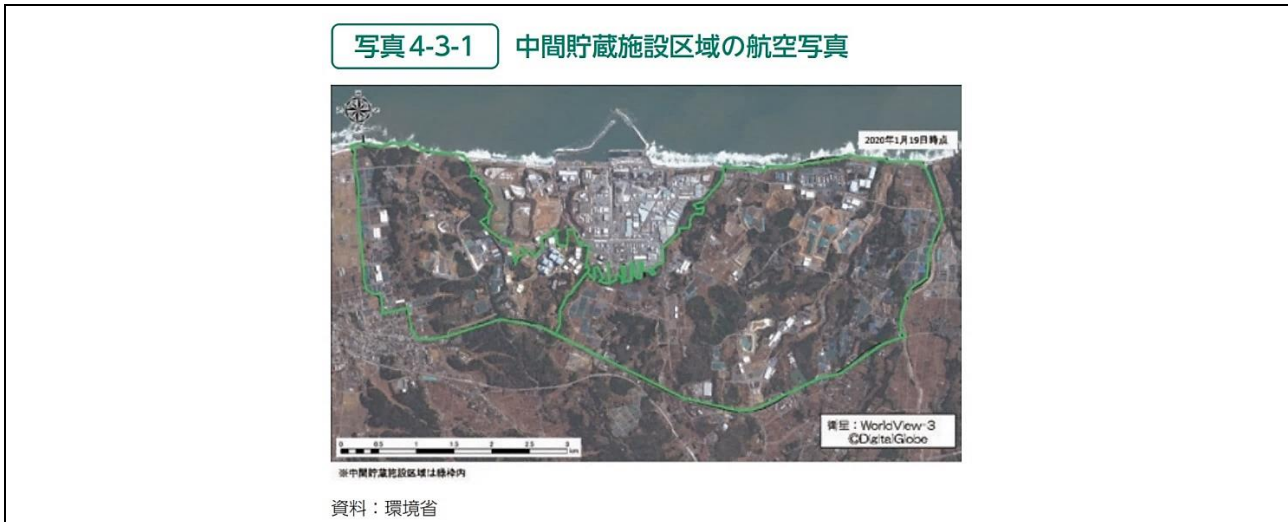 写真4-3-1 中間貯蔵施設区域の航空写真
2020年1月19日時点
衛星：WorldView-3
©DigitalGlobe
0 0.5 1 1.5 2 2.5 3
km
※中間貯蔵施設区域は緑枠内
資料：環境省